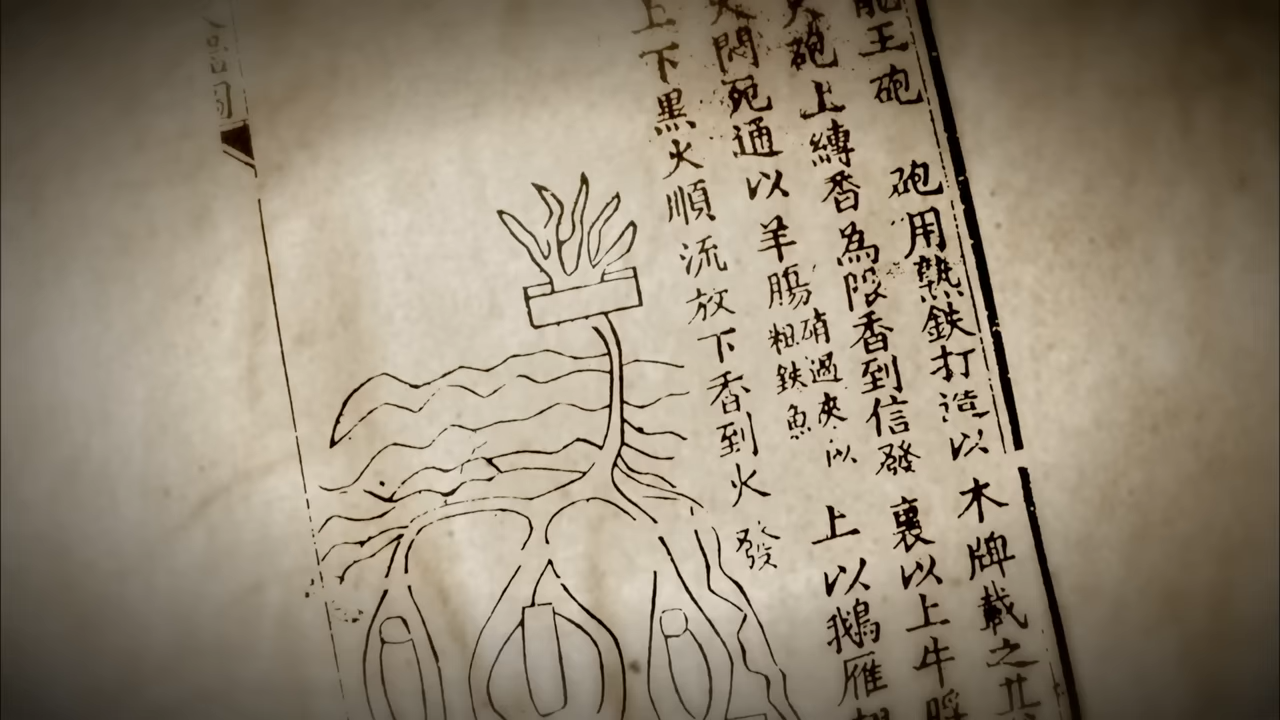 王砲 砲用熟鉄打造以木牌載之
砲上縛香為限香到信發裏以上牛脬
悶死通以羊腸
硝過夾以
粗鉄魚
上以鵝雁
上下黑火順流放下香到火發